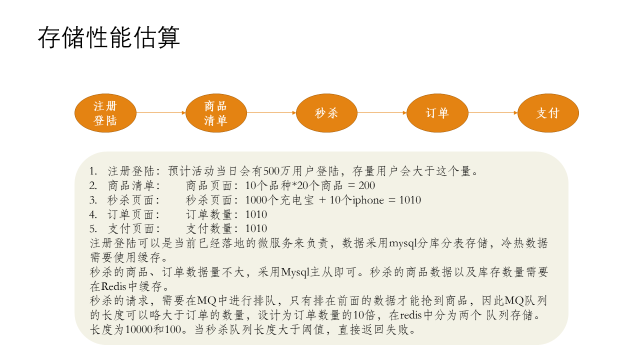 存储性能估算
注册
登陆
商品
清单
秒杀
订单
支付
1. 注册登陆：预计活动当日会有500万用户登陆，存量用户会大于这个量。
2. 商品清单： 商品页面：10个品种*20个商品 = 200
3. 秒杀页面： 秒杀页面：1000个充电宝 + 10个iphone = 1010
4. 订单页面： 订单数量：1010
5. 支付页面： 支付数量：1010
注册登陆可以是当前已经落地的微服务来负责，数据采用mysql分库分表存储，冷热数据
需要使用缓存。
秒杀的商品、订单数据量不大，采用Mysql主从即可。秒杀的商品数据以及库存数量需要
在Redis中缓存。
秒杀的请求，需要在MQ中进行排队，只有排在前面的数据才能抢到商品，因此MQ队列
的长度可以略大于订单的数量，设计为订单数量的10倍，在redis中分为两个 队列存储。
长度为10000和100。当秒杀队列长度大于阈值，直接返回失败。